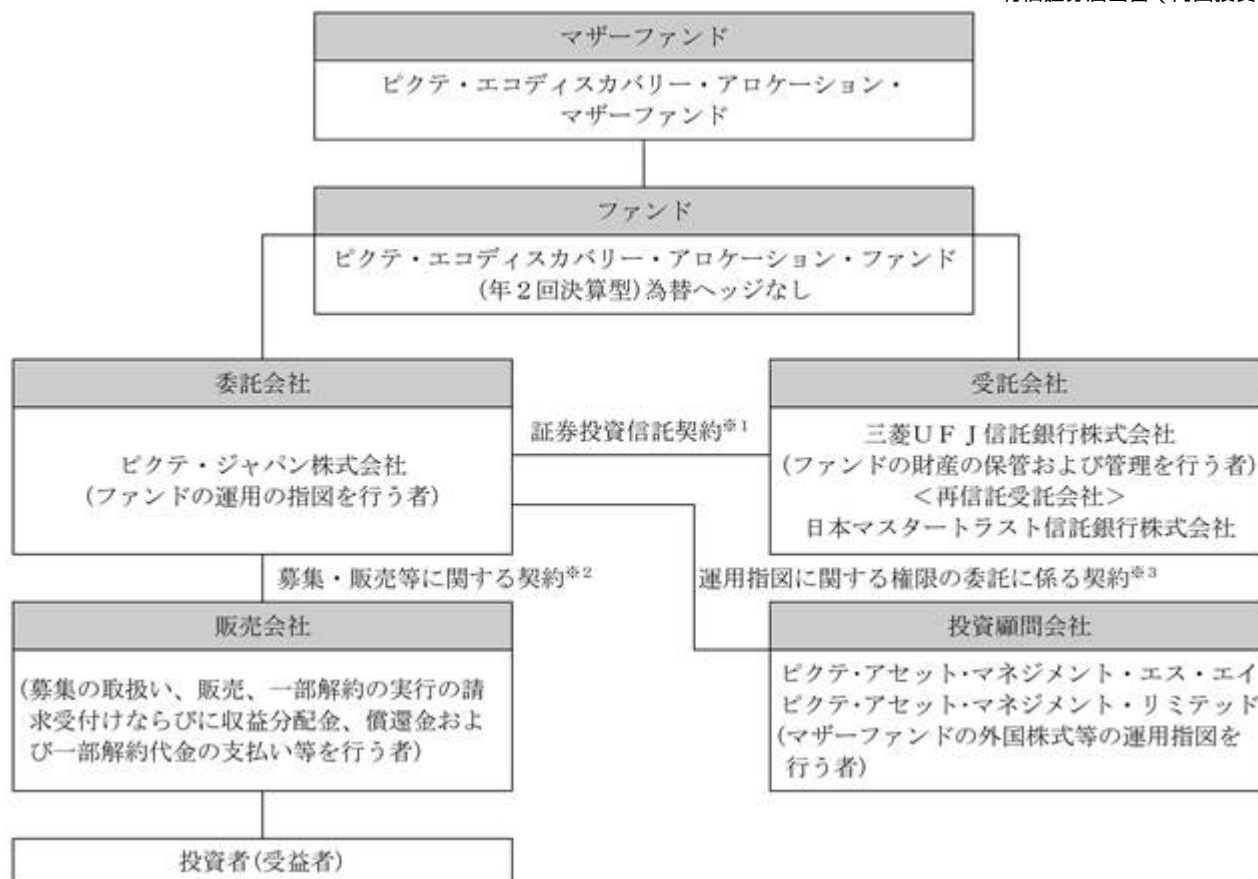 マザーファンド
ピクテ・エコディスカバリー・アロケーション・
マザーファンド
ファンド
ピクテ・エコディスカバリー・アロケーション・ファンド
(年2回決算型)為替ヘッジなし
委託会社
ピクテ・ジャパン株式会社
(ファンドの運用の指図を行う者)
証券投資信託契約※1
受託会社
三菱UFJ信託銀行株式会社
(ファンドの財産の保管および管理を行う者)
<再信託受託会社>
日本マスタートラスト信託銀行株式会社
募集・販売等に関する契約※2
運用指図に関する権限の委託に係る契約※3
販売会社
(募集の取扱い、販売、一部解約の実行の請
求受付けならびに収益分配金、償還金およ
び一部解約代金の支払い等を行う者)
投資顧問会社
ピクテ・アセット・マネジメント・エス・エイ
ピクテ・アセット・マネジメント・リミテッド
(マザーファンドの外国株式等の運用指図を
行う者)
投資者(受益者)